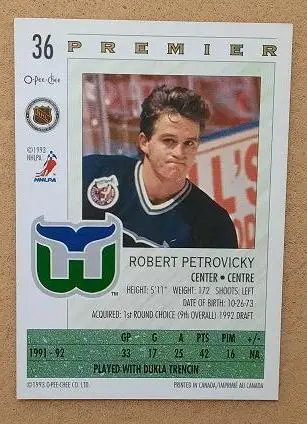 36 PREMIER
O-PEE-CHEE
NHL
©1993
NHLPA
NHLPA
ROBERT PETROVICKY
CENTER • CENTRE
HEIGHT: 5'11" WEIGHT: 172 SHOOTS: LEFT
DATE OF BIRTH: 10-26-73
ACQUIRED: 1st ROUND CHOICE (9th OVERALL) 1992 DRAFT
GP G A PTS PIM +/-
1991-92 33 17 25 42 16 NA
PLAYED WITH DUKLA TRENCIN
©1993 O-PEE-CHEE CO. LTD. PRINTED IN CANADA/IMPRIMÉ AU CANADA